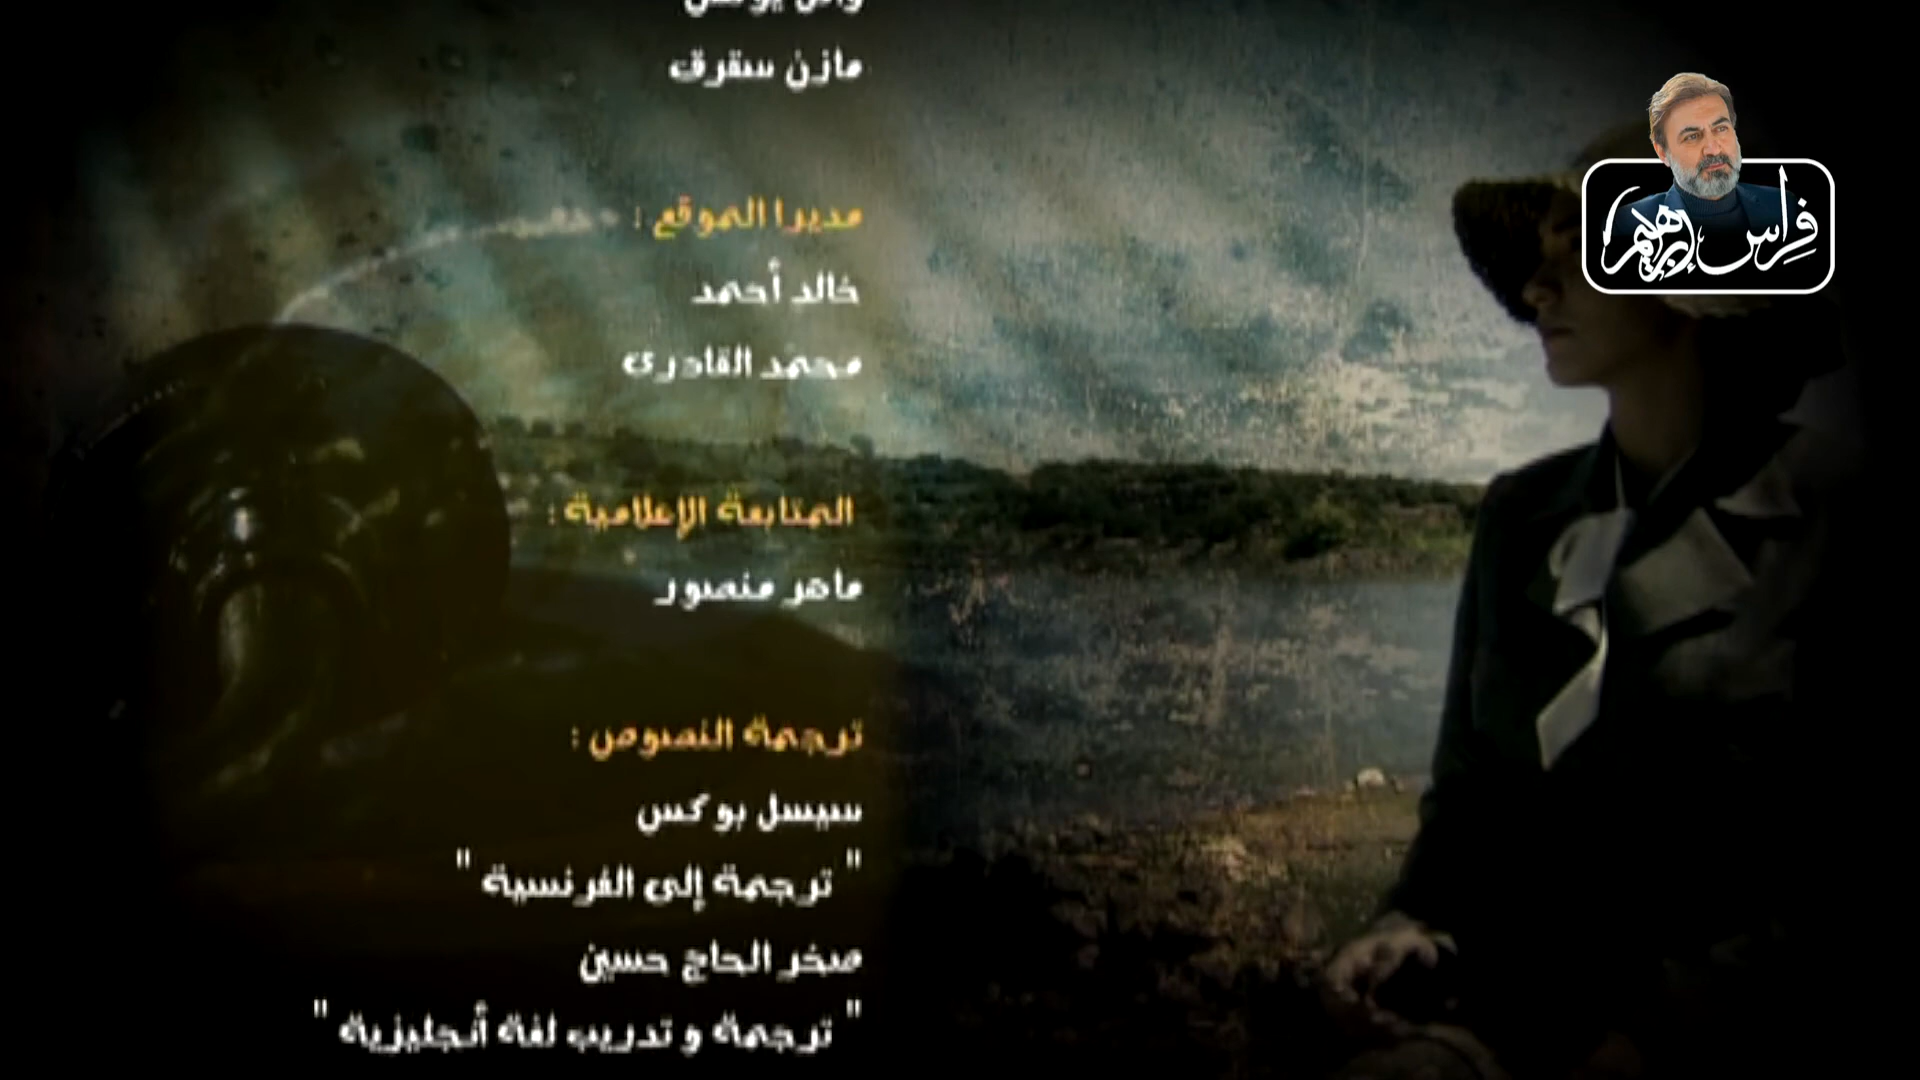 مازن سقرق
مديرا الموقع :
خالد أحمد
محمد القادري
المتابعة الإعلامية :
ماهر منصور
ترجمة النصوص :
سيسل بوكس
" ترجمة إلى الفرنسية "
صخر الحاج حسين
" ترجمة و تدريب لغة أنجليزية "
فراس إبراهيم